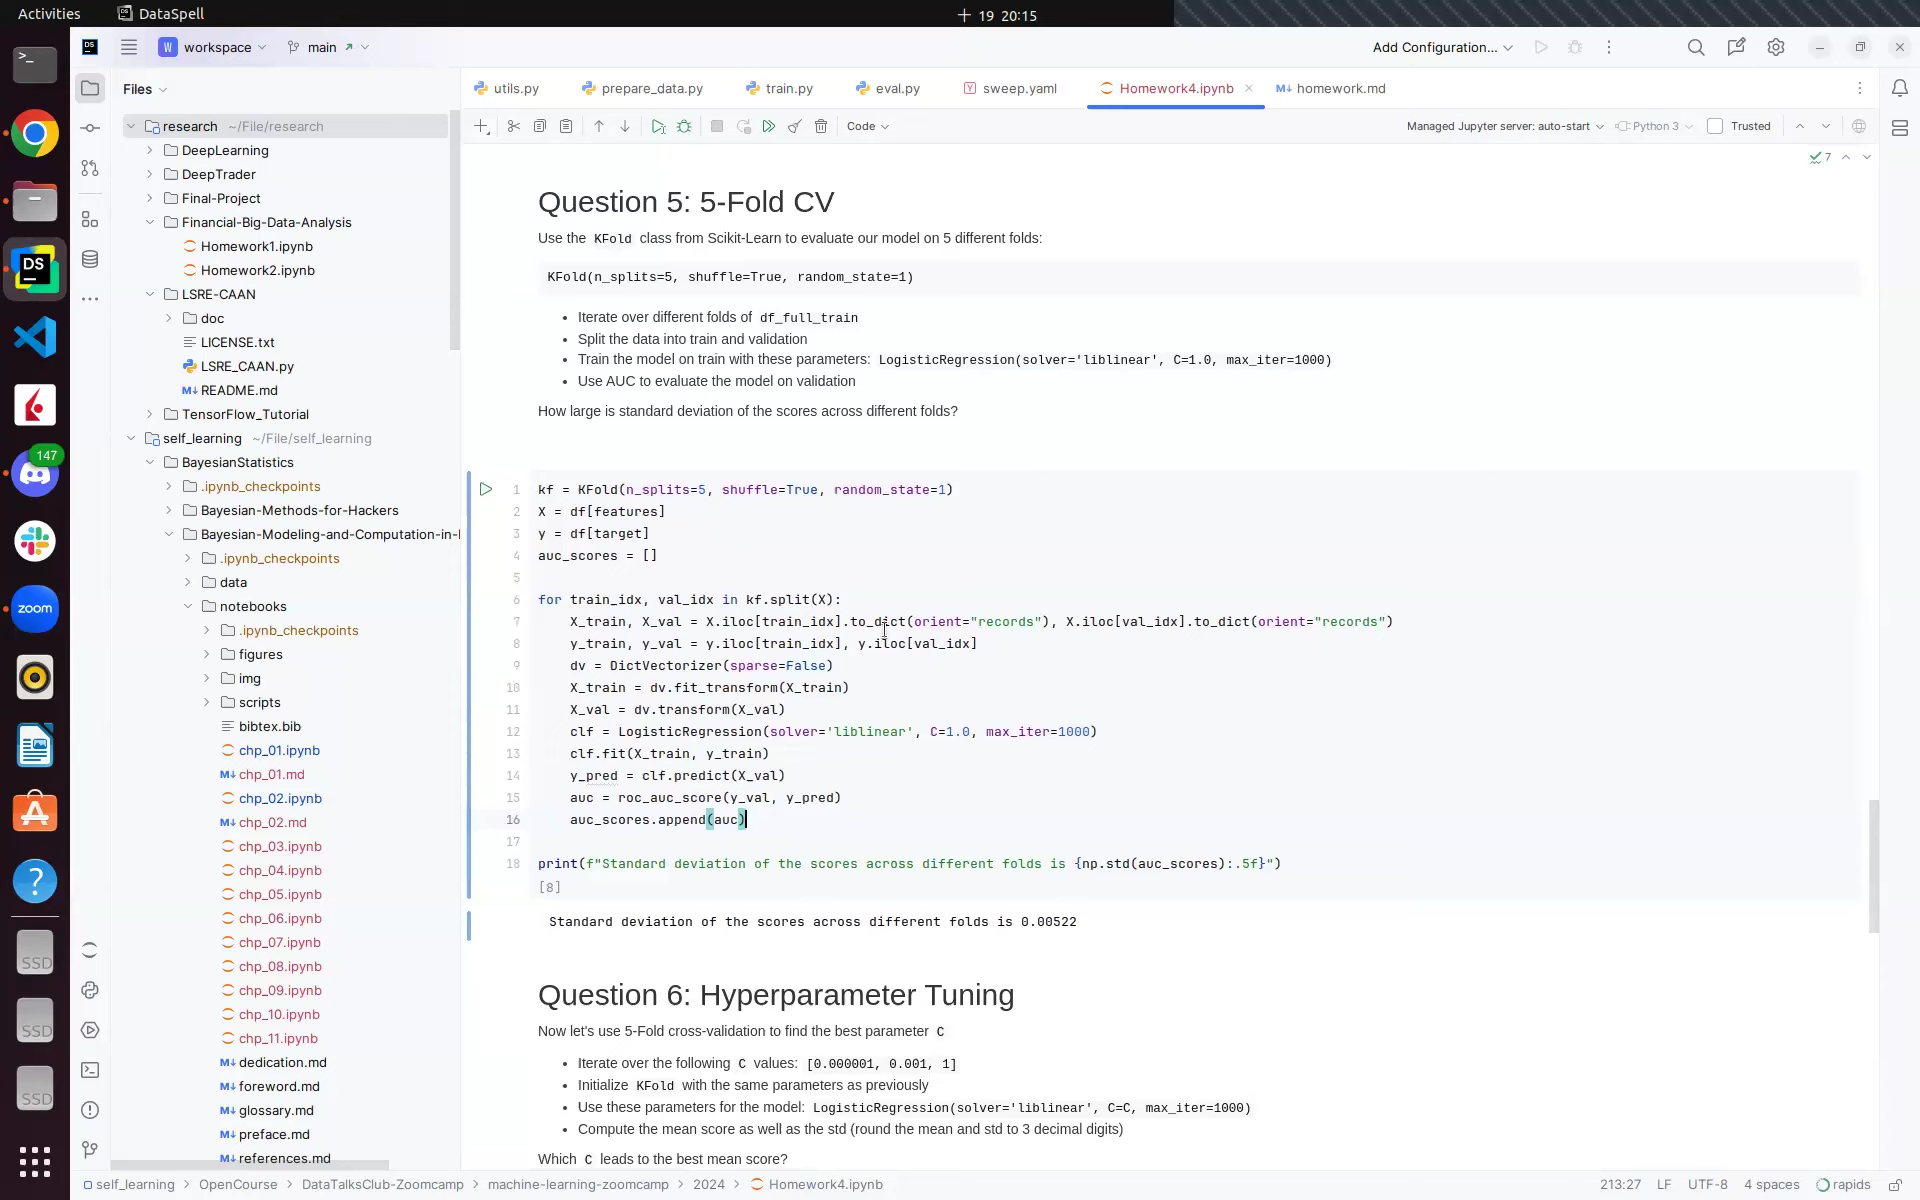 Activities
DataSpell
19 20:15
workspace
main
Add Configuration...
Files
utils.py
prepare_data.py
train.py
eval.py
sweep.yaml
Homework4.ipynb
homework.md
Code
Managed Jupyter server: auto-start
Python 3
Trusted
7
research ~/File/research
DeepLearning
DeepTrader
Final-Project
Financial-Big-Data-Analysis
Homework1.ipynb
Homework2.ipynb
LSRE-CAAN
doc
LICENSE.txt
LSRE_CAAN.py
README.md
TensorFlow_Tutorial
self_learning ~/File/self_learning
BayesianStatistics
.ipynb_checkpoints
Bayesian-Methods-for-Hackers
Bayesian-Modeling-and-Computation-in-
.ipynb_checkpoints
data
notebooks
.ipynb_checkpoints
figures
img
scripts
bibtex.bib
chp_01.ipynb
chp_01.md
chp_02.ipynb
chp_02.md
chp_03.ipynb
chp_04.ipynb
chp_05.ipynb
chp_06.ipynb
chp_07.ipynb
chp_08.ipynb
chp_09.ipynb
chp_10.ipynb
chp_11.ipynb
dedication.md
foreword.md
glossary.md
preface.md
references.md
147
zoom
DS
SSD
SSD
SSD
Question 5: 5-Fold CV
Use the KFold class from Scikit-Learn to evaluate our model on 5 different folds:
KFold(n_splits=5, shuffle=True, random_state=1)
• Iterate over different folds of df_full_train
• Split the data into train and validation
• Train the model on train with these parameters: LogisticRegression(solver='liblinear', C=1.0, max_iter=1000)
• Use AUC to evaluate the model on validation
How large is standard deviation of the scores across different folds?
1 kf = KFold(n_splits=5, shuffle=True, random_state=1)
2 X = df[features]
3 y = df[target]
4 auc_scores = []
5
6 for train_idx, val_idx in kf.split(X):
7 X_train, X_val = X.iloc[train_idx].to_dict(orient="records"), X.iloc[val_idx].to_dict(orient="records")
8 y_train, y_val = y.iloc[train_idx], y.iloc[val_idx]
9 dv = DictVectorizer(sparse=False)
10 X_train = dv.fit_transform(X_train)
11 X_val = dv.transform(X_val)
12 clf = LogisticRegression(solver='liblinear', C=1.0, max_iter=1000)
13 clf.fit(X_train, y_train)
14 y_pred = clf.predict(X_val)
15 auc = roc_auc_score(y_val, y_pred)
16 auc_scores.append(auc)
17
18 print(f"Standard deviation of the scores across different folds is {np.std(auc_scores):.5f}")
[8]
Standard deviation of the scores across different folds is 0.00522
Question 6: Hyperparameter Tuning
Now let's use 5-Fold cross-validation to find the best parameter C
• Iterate over the following C values: [0.000001, 0.001, 1]
• Initialize KFold with the same parameters as previously
• Use these parameters for the model: LogisticRegression(solver='liblinear', C=C, max_iter=1000)
• Compute the mean score as well as the std (round the mean and std to 3 decimal digits)
Which C leads to the best mean score?
self_learning > OpenCourse > DataTalksClub-Zoomcamp > machine-learning-zoomcamp > 2024 > Homework4.ipynb
213:27 LF UTF-8 4 spaces rapids